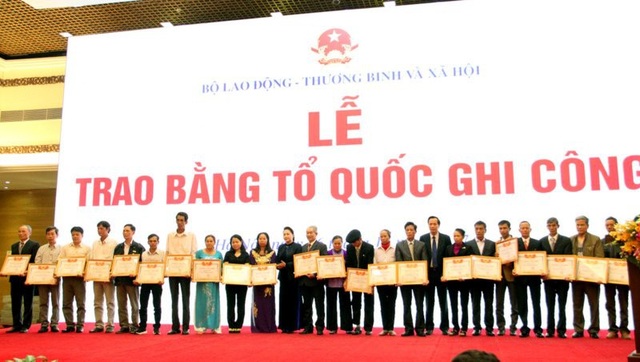 BỘ LAO ĐỘNG - THƯƠNG BINH VÀ XÃ HỘI
LỄ
TRAO BẰNG TỔ QUỐC GHI CÔNG